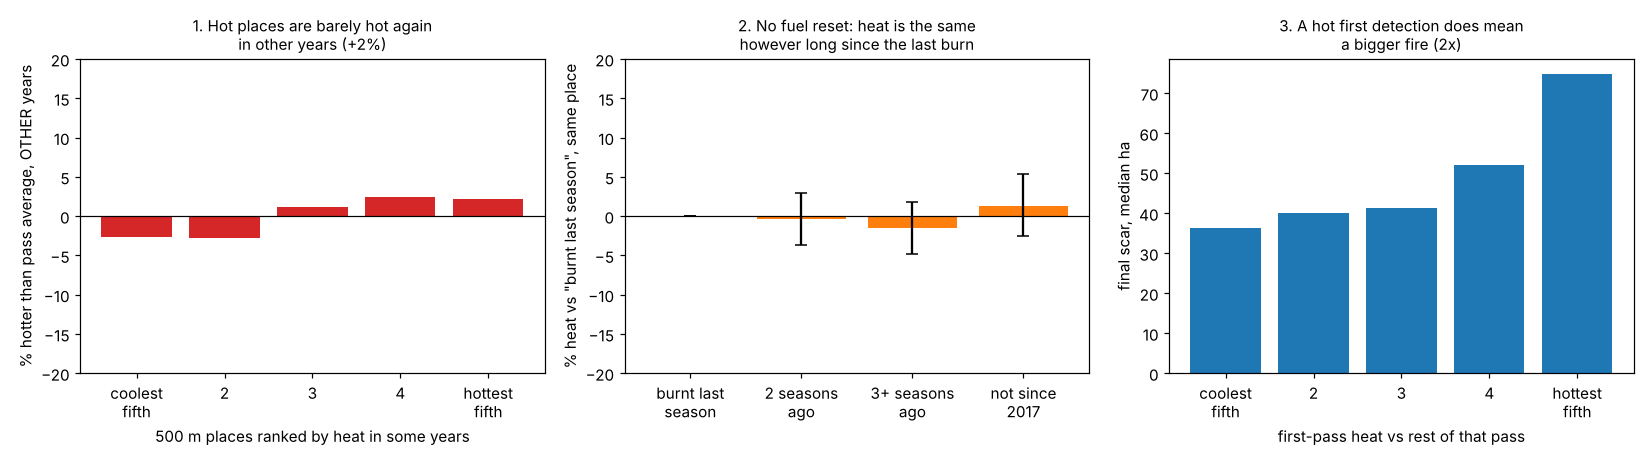 1. Hot places are barely hot again
in other years (+2%)
% hotter than pass average, OTHER years
20
15
10
5
0
−5
−10
−15
−20
coolest
fifth
2
3
4
hottest
fifth
500 m places ranked by heat in some years
2. No fuel reset: heat is the same
however long since the last burn
% heat vs "burnt last season", same place
20
15
10
5
0
−5
−10
−15
−20
burnt last
season
2 seasons
ago
3+ seasons
ago
not since
2017
3. A hot first detection does mean
a bigger fire (2x)
final scar, median ha
70
60
50
40
30
20
10
0
coolest
fifth
2
3
4
hottest
fifth
first-pass heat vs rest of that pass